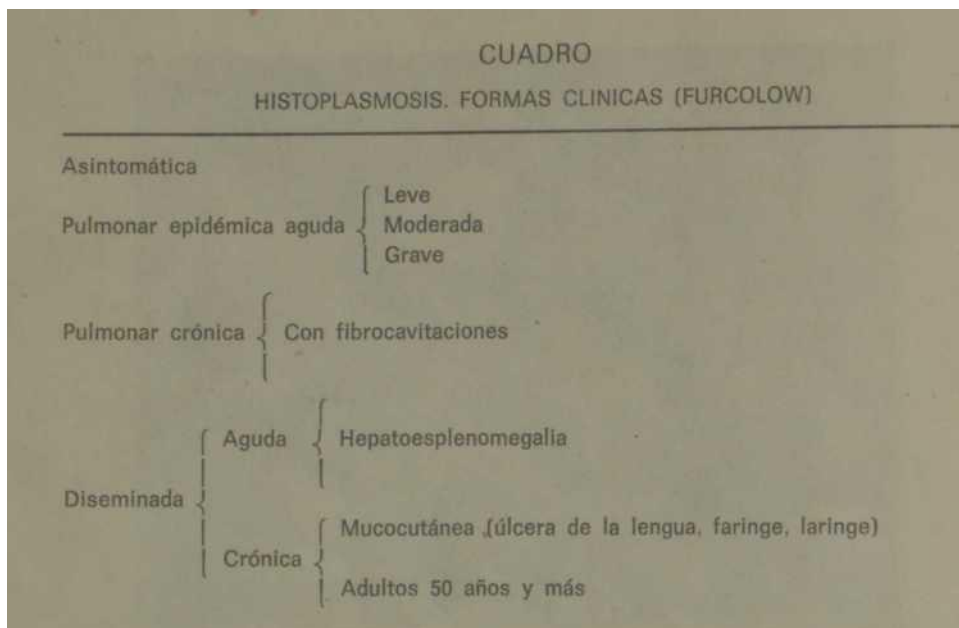 CUADRO
HISTOPLASMOSIS. FORMAS CLINICAS (FURCOLOW)
Asintomática
Leve
Pulmonar epidémica aguda
Moderada
Grave
Pulmonar crónica
Con fibrocavitaciones
Aguda
Hepatoesplenomegalia
Diseminada
Mucocutánea (úlcera de la lengua, faringe, laringe)
Crónica
Adultos 50 años y más